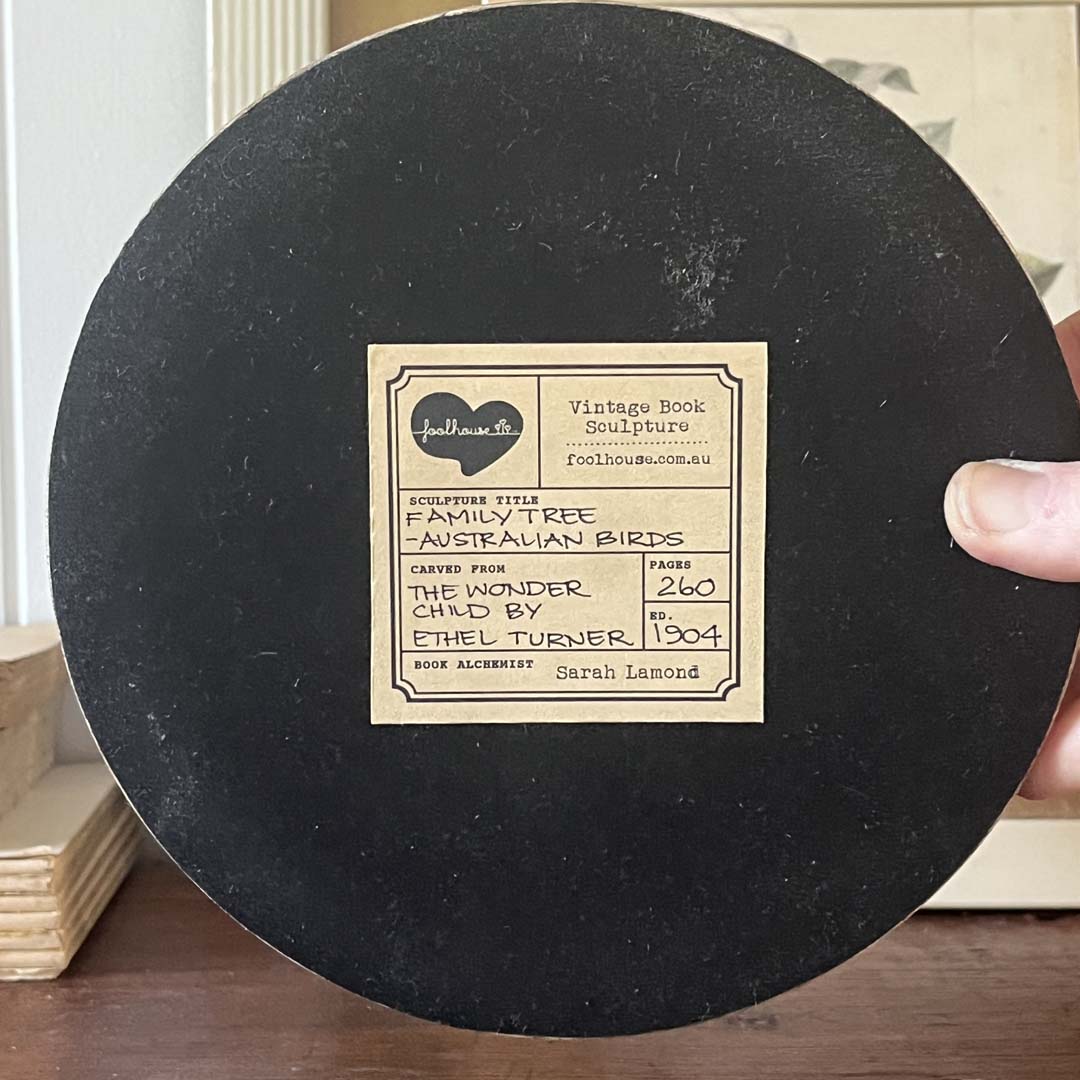 foolhouse
Vintage Book
Sculpture
foolhouse.com.au
SCULPTURE TITLE
FAMILY TREE
-AUSTRALIAN BIRDS
CARVED FROM
THE WONDER
CHILD BY
ETHEL TURNER
PAGES
260
ED.
1904
BOOK ALCHEMIST Sarah Lamond